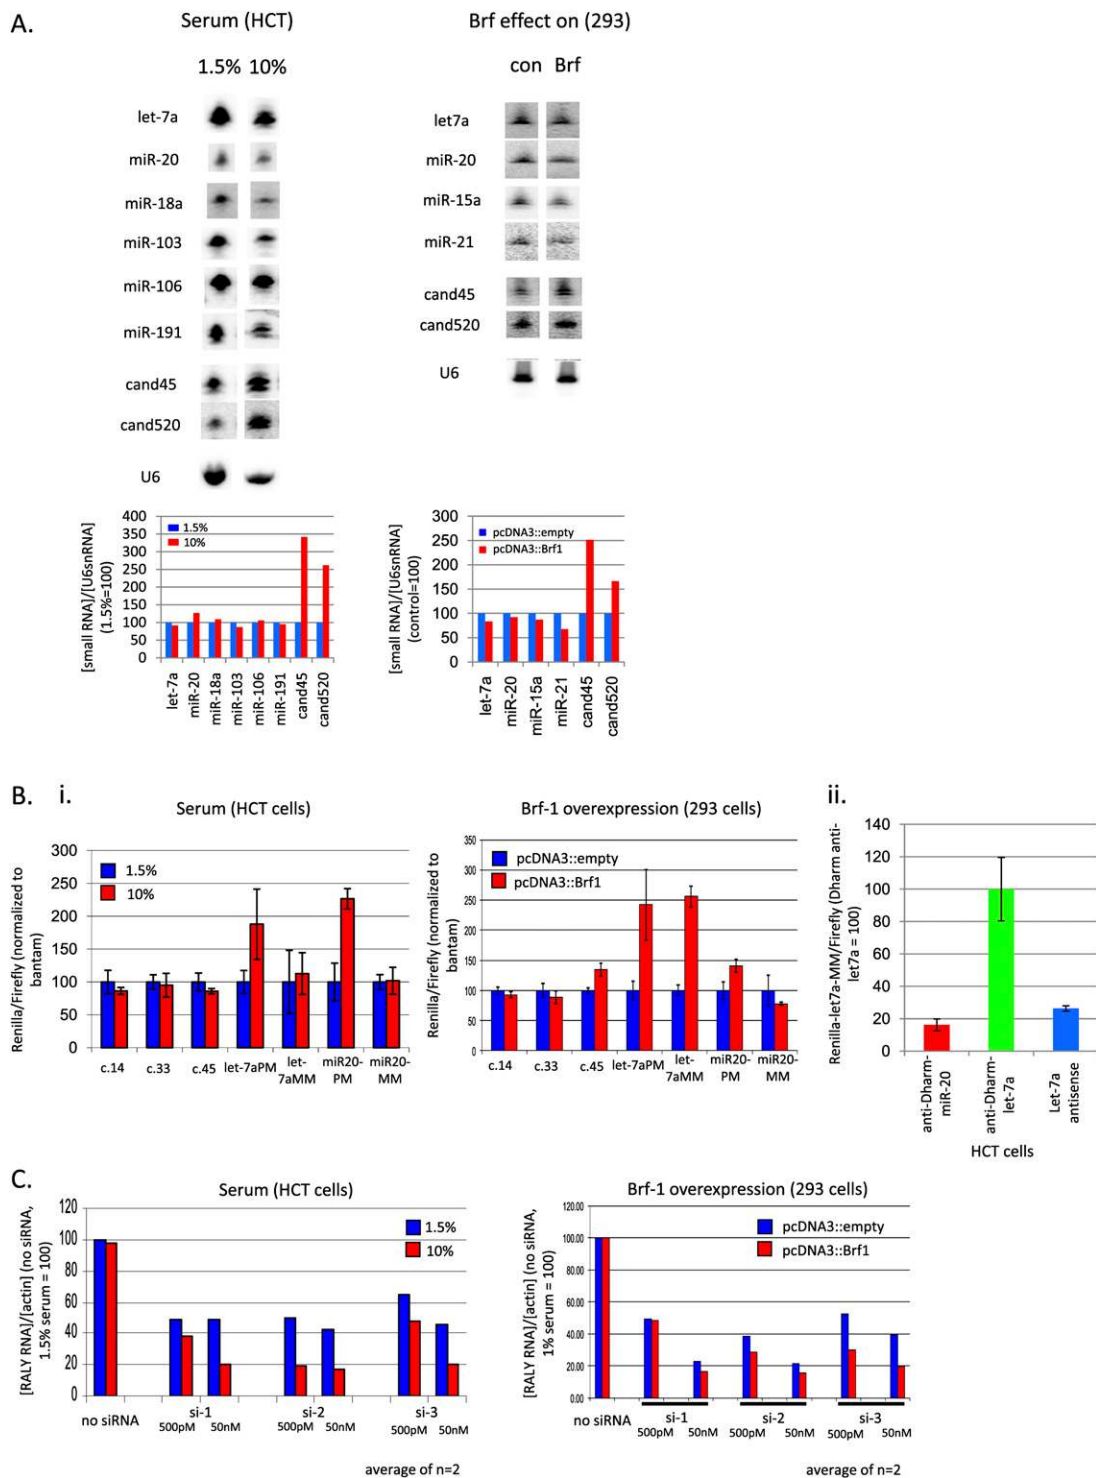 A.
Serum (HCT)
1.5% 10%
let-7a
miR-20
miR-18a
miR-103
miR-106
miR-191
cand45
cand520
U6
Brf effect on (293)
con Brf
let7a
miR-20
miR-15a
miR-21
cand45
cand520
U6
[small RNA]/[U6snRNA]
(1.5%=100)
400
350
300
250
200
150
100
50
0
1.5%
10%
let-7a
miR-20
miR-18a
miR-103
miR-106
miR-191
cand45
cand520
[small RNA]/[U6snRNA]
(control=100)
300
250
200
150
100
50
0
pcDNA3::empty
pcDNA3::Brf1
let-7a
miR-20
miR-15a
miR-21
cand45
cand520
B. i.
Serum (HCT cells)
Renilla/Firefly (normalized to
bantam)
300
250
200
150
100
50
0
1.5%
10%
c.14 c.33 c.45 let-7aPM let-7aMM miR20-PM miR20-MM
Brf-1 overexpression (293 cells)
Renilla/Firefly (normalized to
bantam)
350
300
250
200
150
100
50
0
pcDNA3::empty
pcDNA3::Brf1
c.14 c.33 c.45 let-7aPM let-7aMM miR20-PM miR20-MM
ii.
Renilla-let7a-MM/Firefly (Dharm anti-
let7a = 100)
140
120
100
80
60
40
20
0
anti-Dharm-
miR-20
anti-Dharm-
let-7a
Let-7a
antisense
HCT cells
C.
Serum (HCT cells)
[RALY RNA]/[actin] (no siRNA,
1.5% serum = 100)
120
100
80
60
40
20
0
1.5%
10%
no siRNA si-1 si-2 si-3
500pM 50nM 500pM 50nM 500pM 50nM
average of n=2
Brf-1 overexpression (293 cells)
[RALY RNA]/[actin] (no siRNA,
1% serum = 100)
120.00
100.00
80.00
60.00
40.00
20.00
0.00
pcDNA3::empty
pcDNA3::Brf1
no siRNA si-1 si-2 si-3
500pM 50nM 500pM 50nM 500pM 50nM
average of n=2